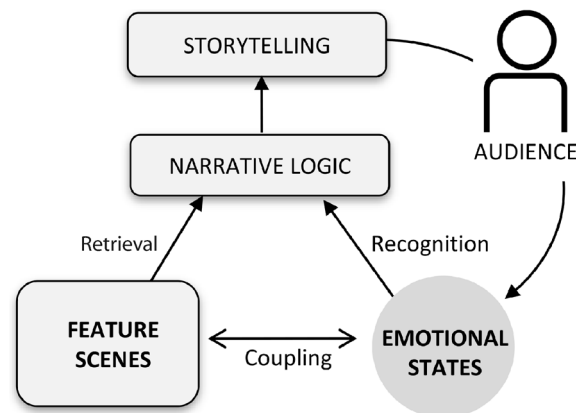 STORYTELLING
AUDIENCE
NARRATIVE LOGIC
Retrieval
Recognition
FEATURE
SCENES
Coupling
EMOTIONAL
STATES